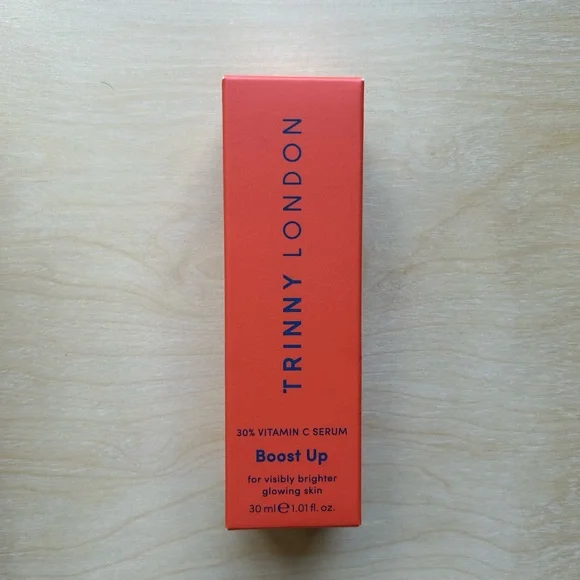 TRINNY LONDON
30% VITAMIN C SERUM
Boost Up
for visibly brighter
glowing skin
30 ml ℮ 1.01 fl. oz.